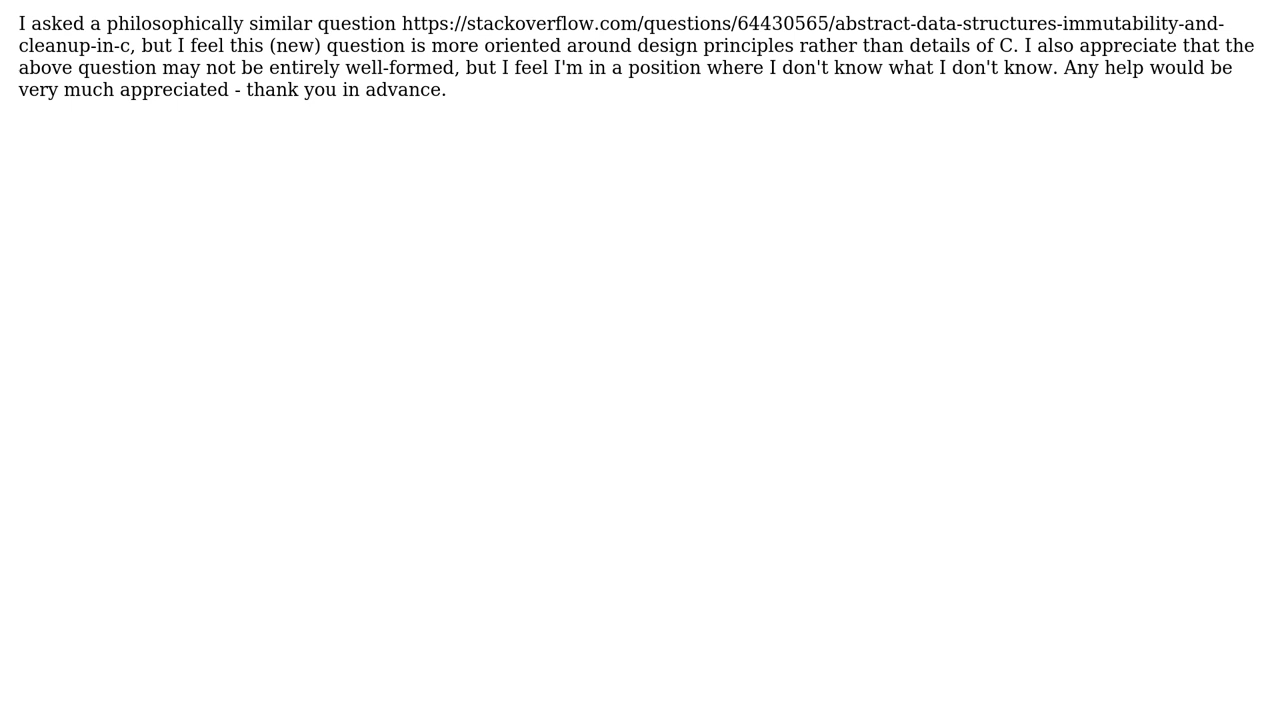 I asked a philosophically similar question https://stackoverflow.com/questions/64430565/abstract-data-structures-immutability-and-
cleanup-in-c, but I feel this (new) question is more oriented around design principles rather than details of C. I also appreciate that the
above question may not be entirely well-formed, but I feel I'm in a position where I don't know what I don't know. Any help would be
very much appreciated - thank you in advance.